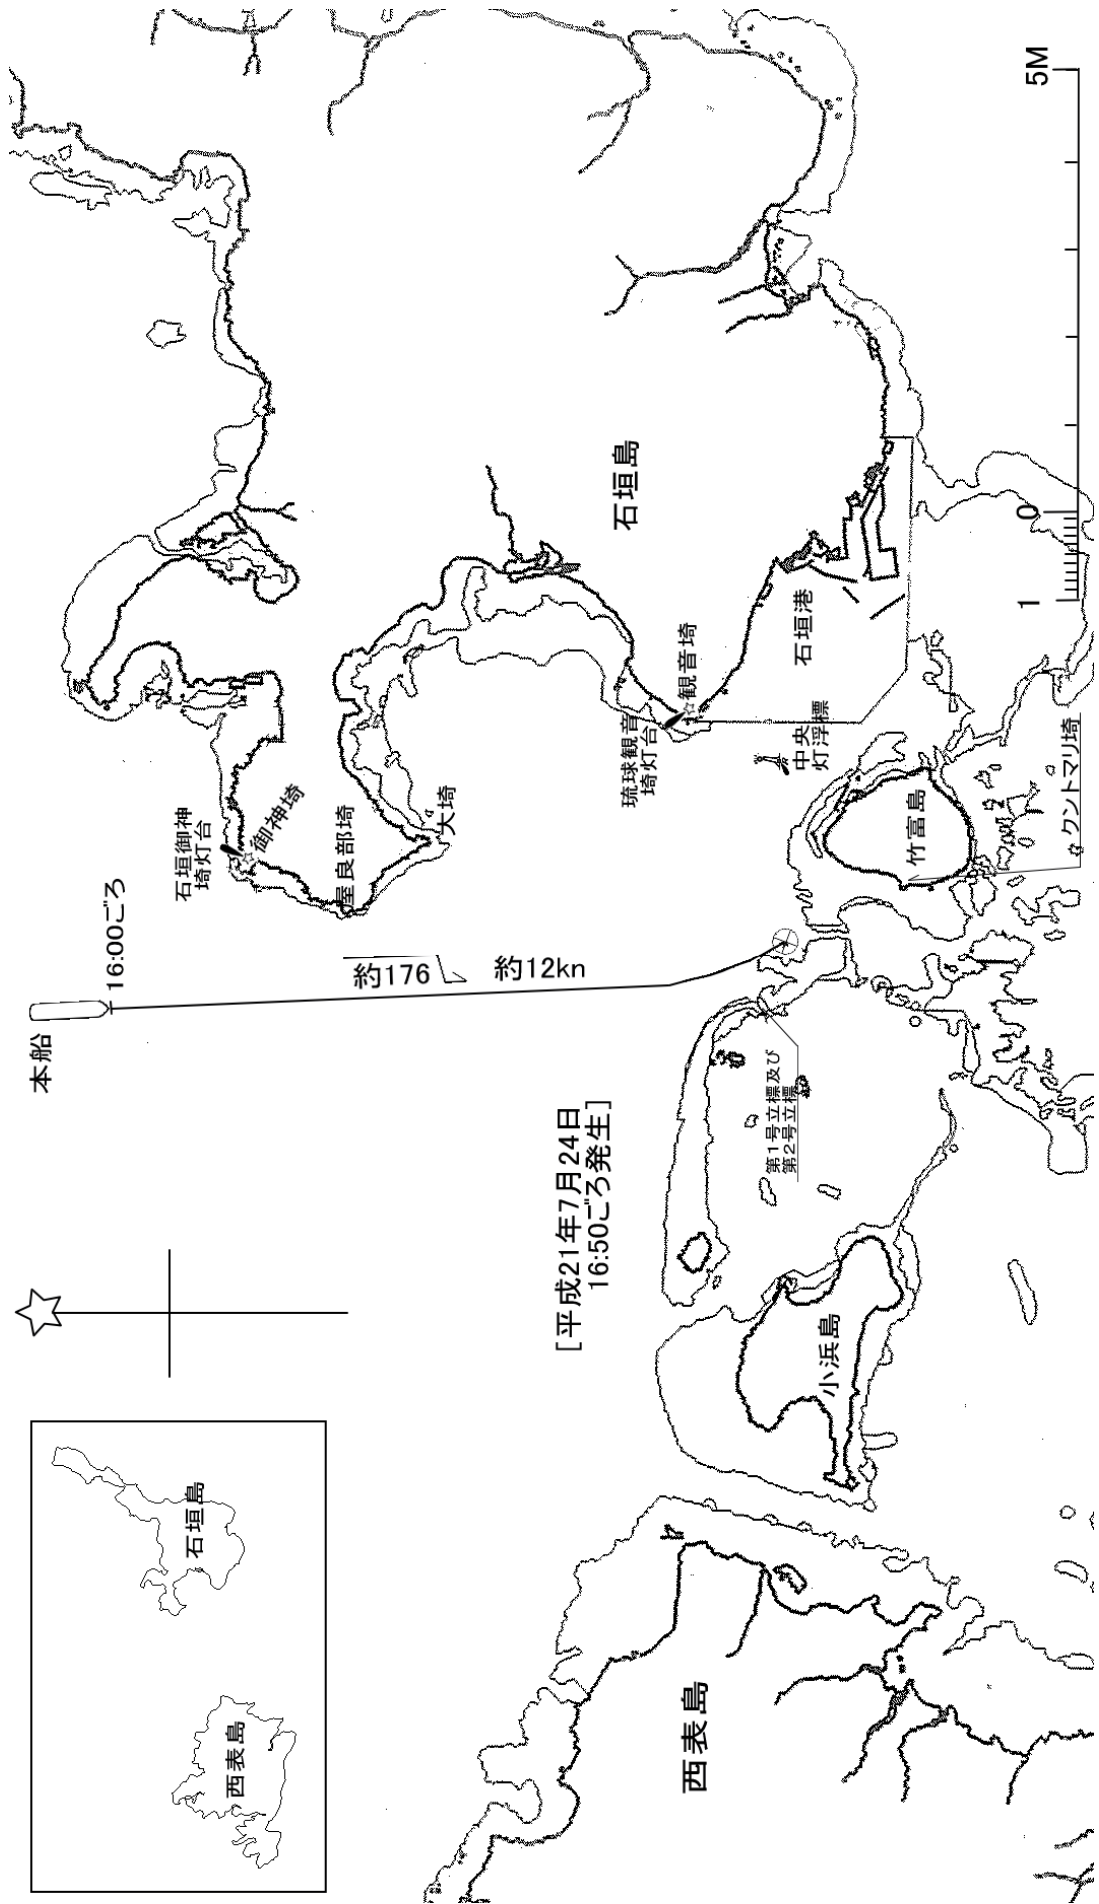 本船
16:00ごろ
約176
約12kn
[平成21年7月24日
16:50ごろ発生]
石垣御神
埼灯台
御神埼
屋良部埼
大埼
琉球観音
埼灯台
観音埼
石垣島
石垣港
中央
灯浮標
竹富島
クントマリ埼
第1号立標及び
第2号立標
小浜島
西表島
石垣島
西表島
1
0
5M